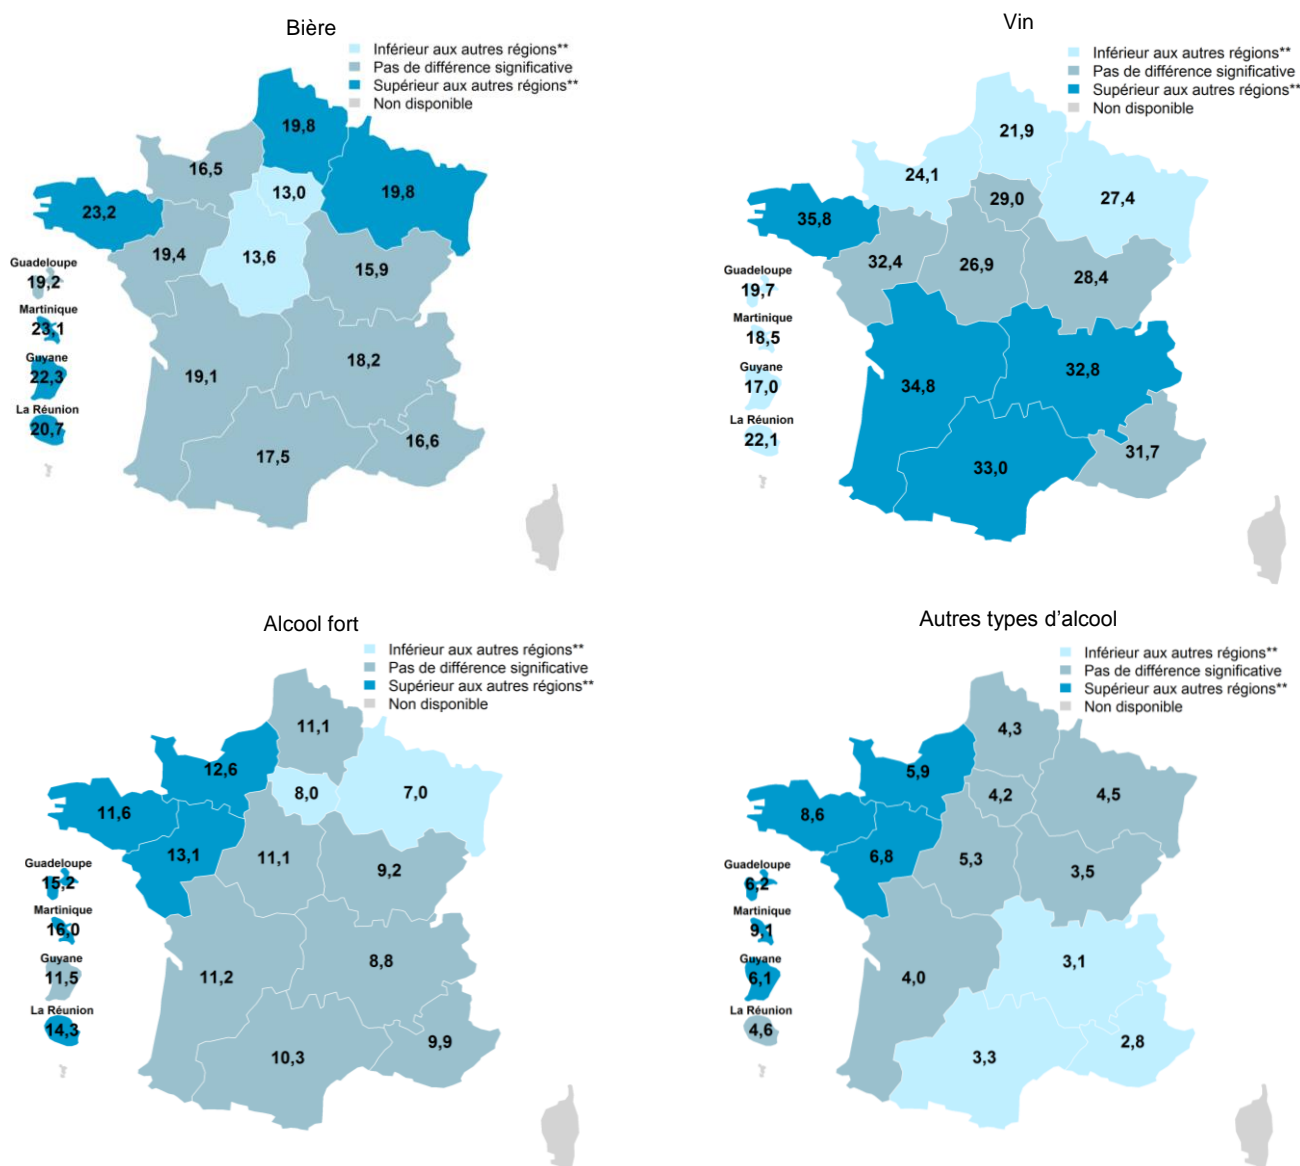 Bière
Inférieur aux autres régions**
Pas de différence significative
Supérieur aux autres régions**
Non disponible
19,8
16,5
13,0
19,8
23,2
19,4
13,6
15,9
Guadeloupe
19,2
Martinique
23,1
Guyane
22,3
La Réunion
20,7
18,2
19,1
16,6
17,5
Vin
Inférieur aux autres régions**
Pas de différence significative
Supérieur aux autres régions**
Non disponible
21,9
24,1
29,0
27,4
35,8
32,4
26,9
28,4
Guadeloupe
19,7
Martinique
18,5
Guyane
17,0
La Réunion
22,1
32,8
34,8
31,7
33,0
Alcool fort
Inférieur aux autres régions**
Pas de différence significative
Supérieur aux autres régions**
Non disponible
11,1
12,6
8,0
7,0
11,6
13,1
11,1
9,2
Guadeloupe
15,2
Martinique
16,0
Guyane
11,5
La Réunion
14,3
8,8
11,2
9,9
10,3
Autres types d’alcool
Inférieur aux autres régions**
Pas de différence significative
Supérieur aux autres régions**
Non disponible
4,3
5,9
4,2
4,5
8,6
6,8
5,3
3,5
Guadeloupe
6,2
Martinique
9,1
Guyane
6,1
La Réunion
4,6
3,1
4,0
2,8
3,3